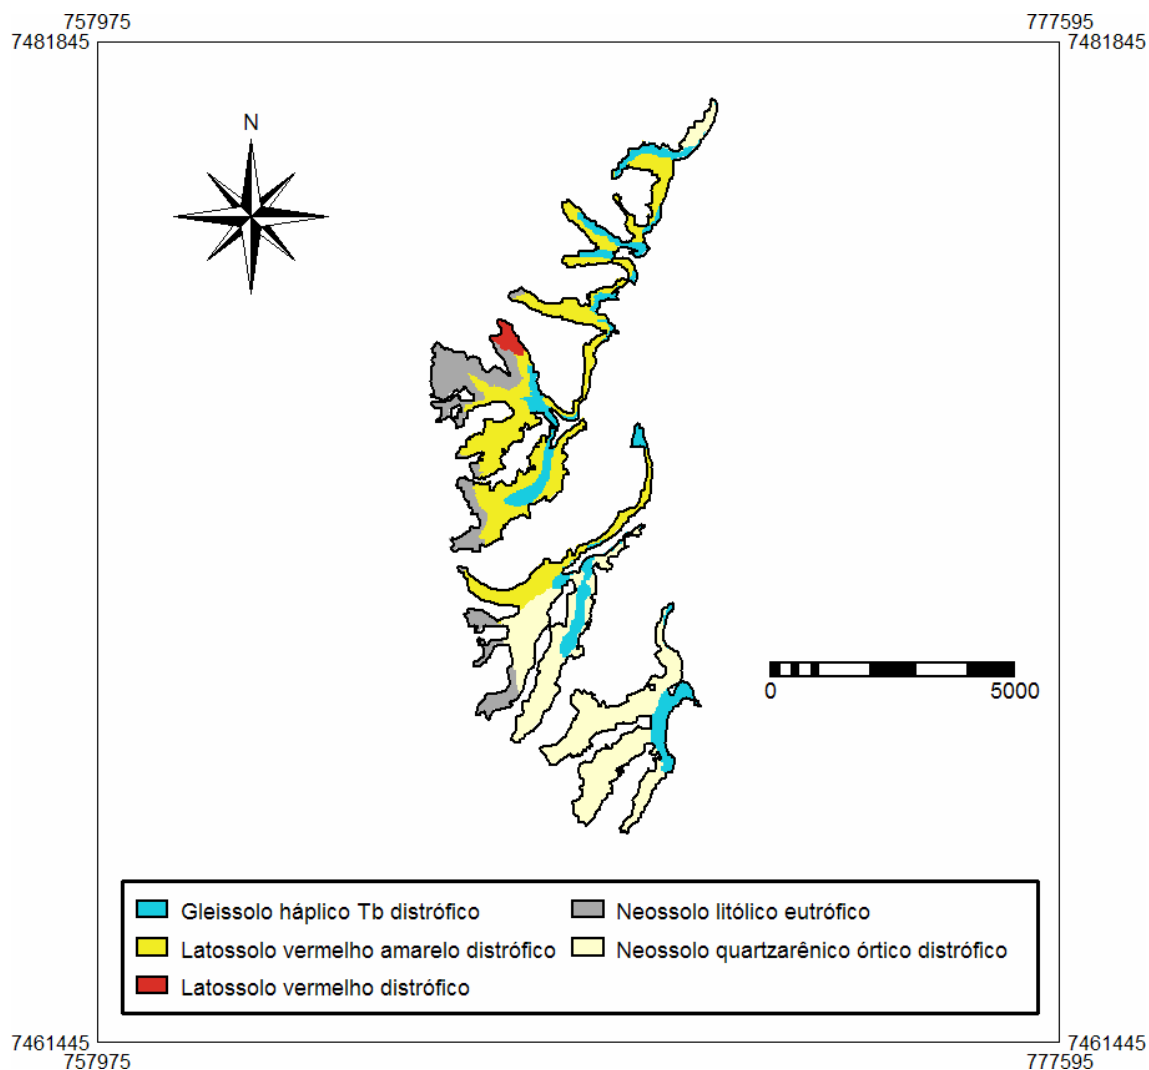 757975 777595
7481845 7481845
N
0 5000
Gleissolo háplico Tb distrófico Neossolo litólico eutrófico
Latossolo vermelho amarelo distrófico Neossolo quartzarênico órtico distrófico
Latossolo vermelho distrófico
7461445 7461445
757975 777595